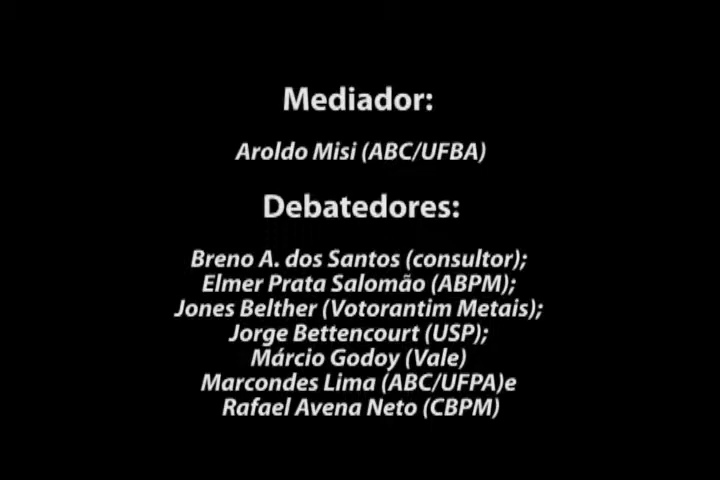 Mediador:
Aroldo Misi (ABC/UFBA)
Debatedores:
Breno A. dos Santos (consultor);
Elmer Prata Salomão (ABPM);
Jones Belther (Votorantim Metais);
Jorge Bettencourt (USP);
Márcio Godoy (Vale)
Marcondes Lima (ABC/UFPA)e
Rafael Avena Neto (CBPM)